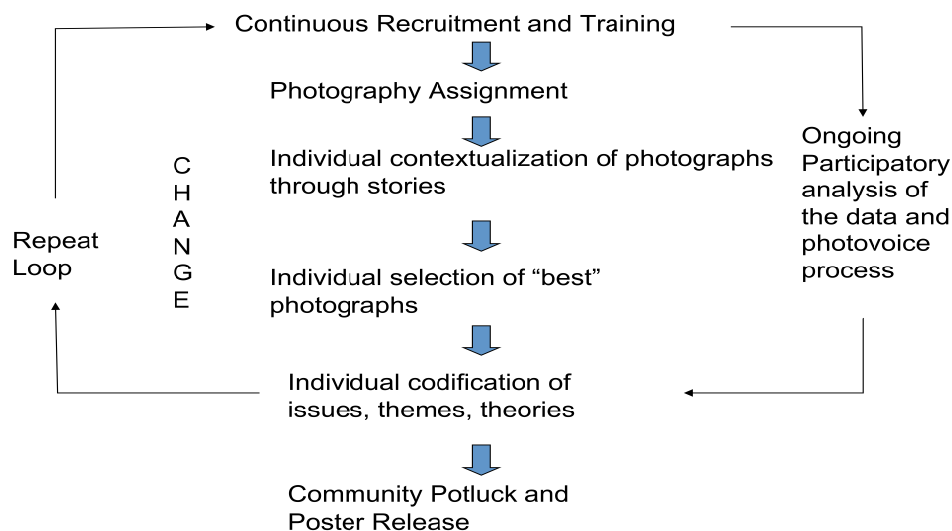 Continuous Recruitment and Training
Photography Assignment
Individual contextualization of photographs
through stories
Individual selection of “best”
photographs
Individual codification of
issues, themes, theories
Community Potluck and
Poster Release
Ongoing
Participatory
analysis of
the data and
photovoice
process
Repeat
Loop
C
H
A
N
G
E